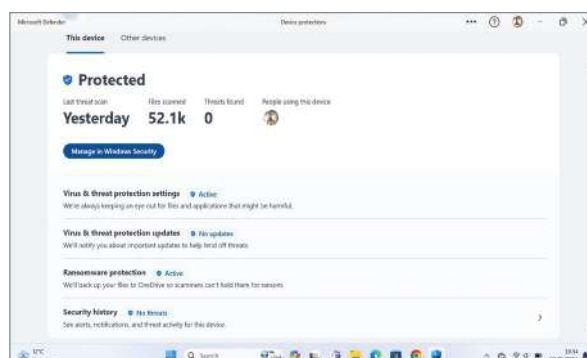 Microsoft Defender
Device protections
This device Other devices
Protected
Last threat scan Files scanned Threats found People using this device
Yesterday 52.1k 0
Manage in Windows Security
Virus & threat protection settings Active
We're always keeping an eye out for files and applications that might be harmful.
Virus & threat protection updates No updates
We'll notify you about important updates to help fend off threats.
Ransomware protection Active
We'll back up your files to OneDrive so scammers can't hold them for ransom.
Security history No threats
See alerts, notifications, and threat activity for this device.
Search